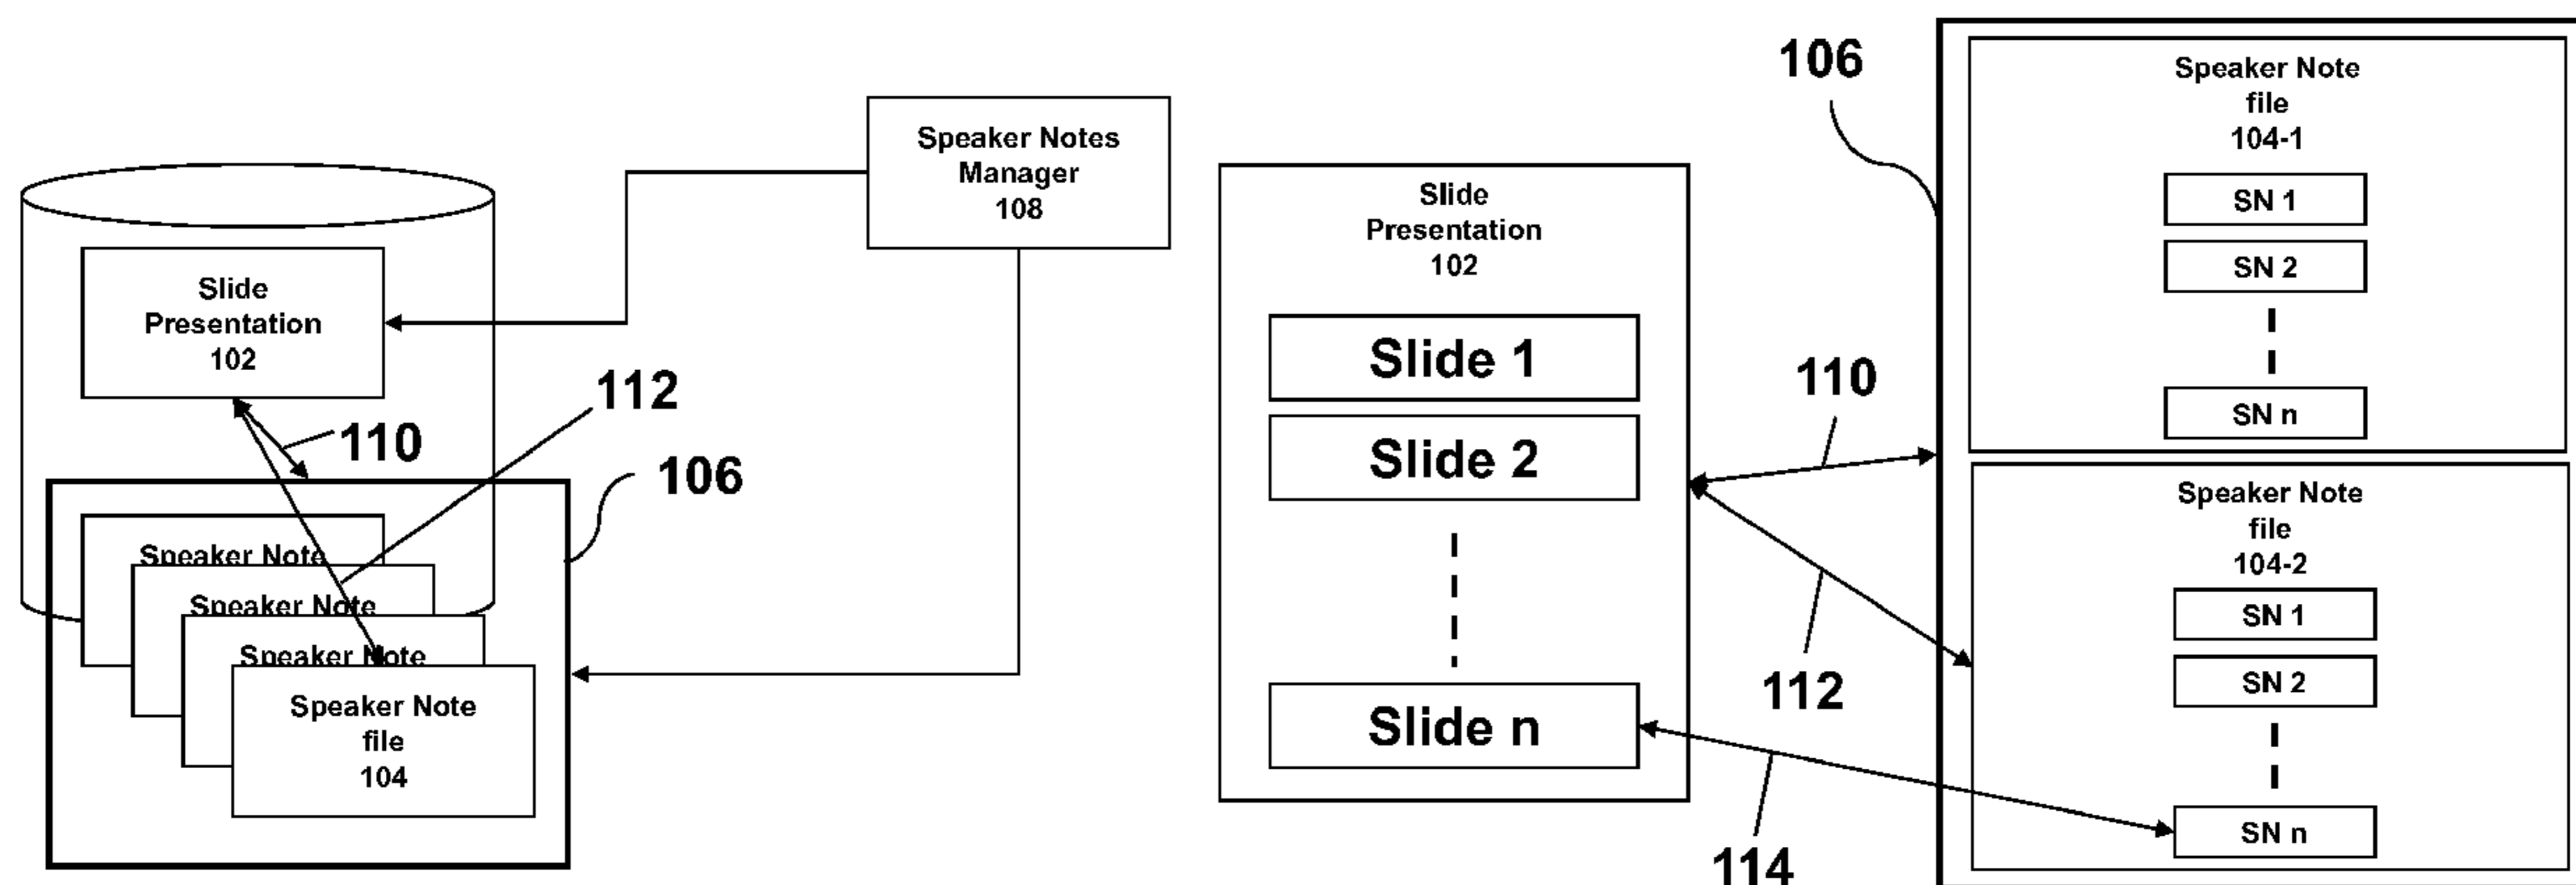 Speaker Notes
Manager
108
Slide
Presentation
102
112
110
106
Speaker Note
Speaker Note
Speaker Note
Speaker Note
file
104
Slide
Presentation
102
Slide 1
Slide 2
Slide n
110
112
114
106
Speaker Note
file
104-1
SN 1
SN 2
SN n
Speaker Note
file
104-2
SN 1
SN 2
SN n